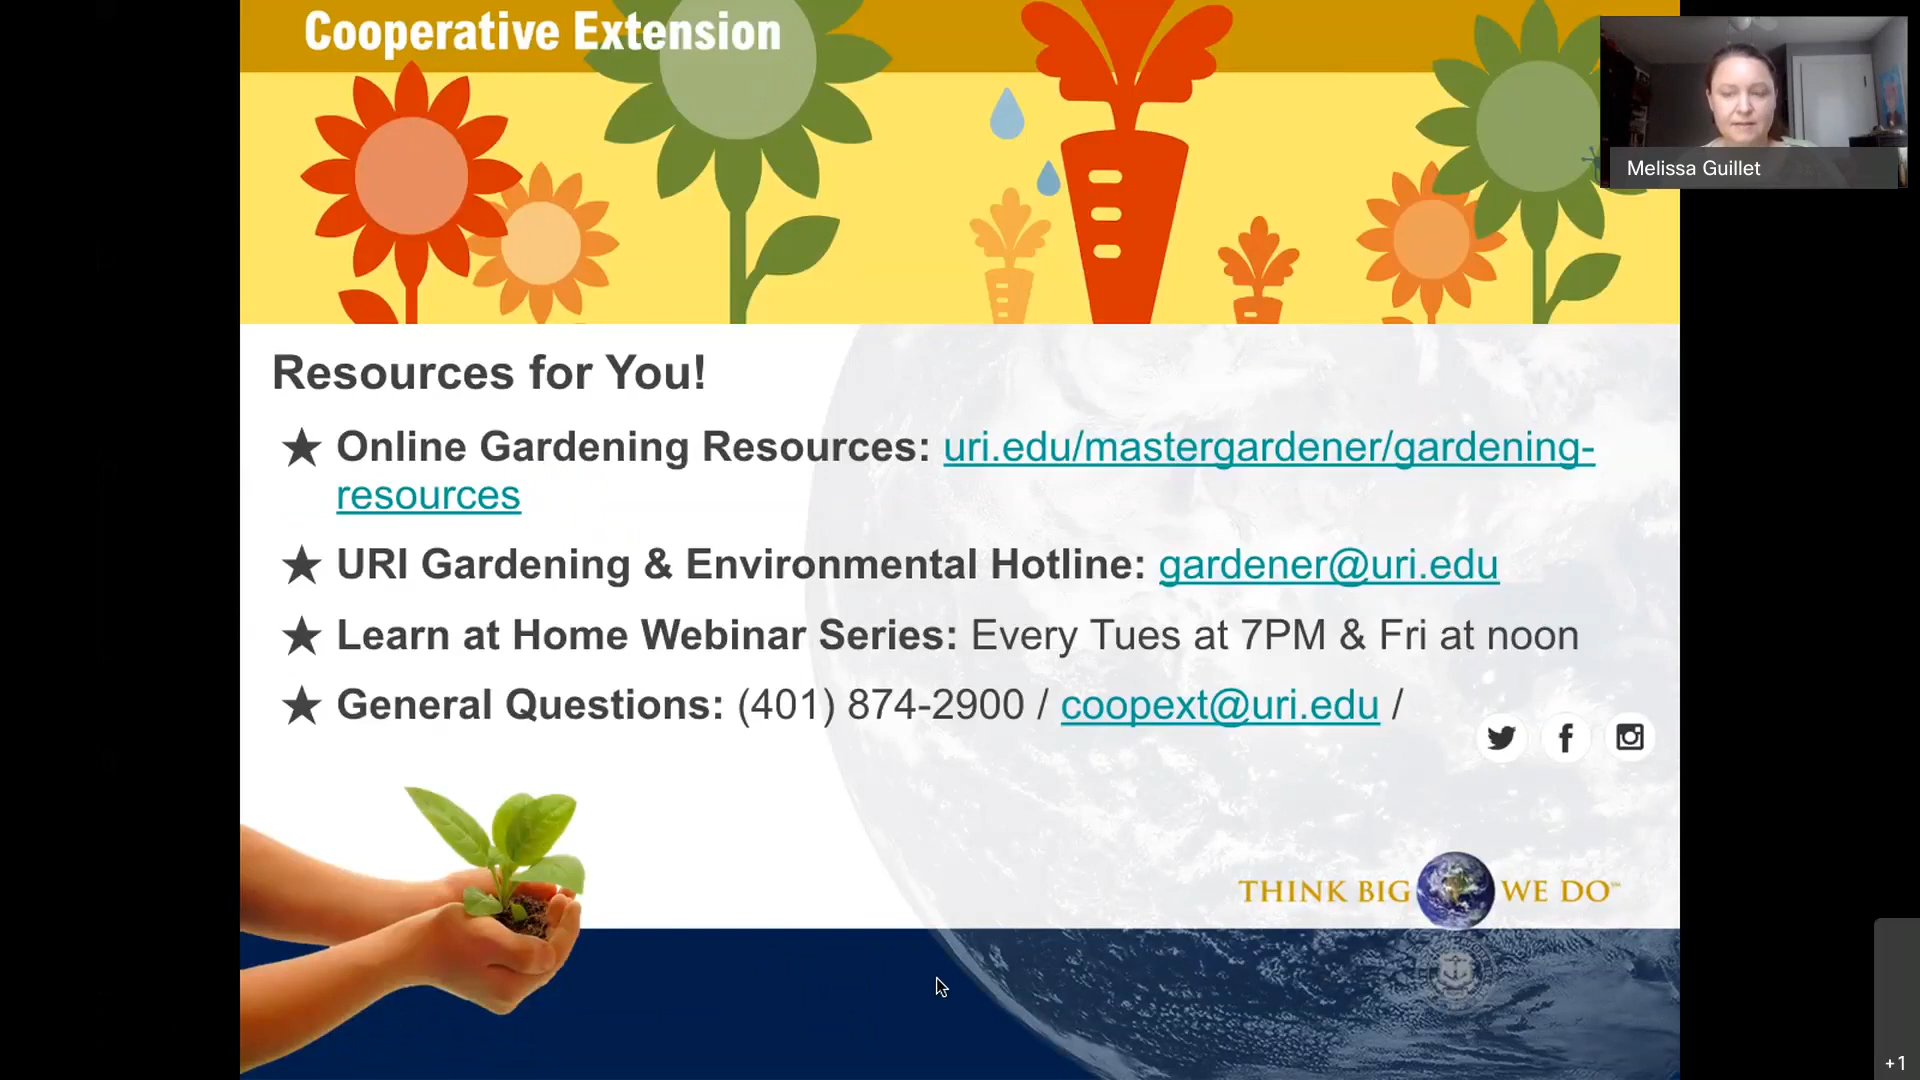 Cooperative Extension
Melissa Guillet
Resources for You!
★ Online Gardening Resources: uri.edu/mastergardener/gardening-
resources
★ URI Gardening & Environmental Hotline: gardener@uri.edu
★ Learn at Home Webinar Series: Every Tues at 7PM & Fri at noon
★ General Questions: (401) 874-2900 / coopext@uri.edu /
THINK BIG WE DO™
+1